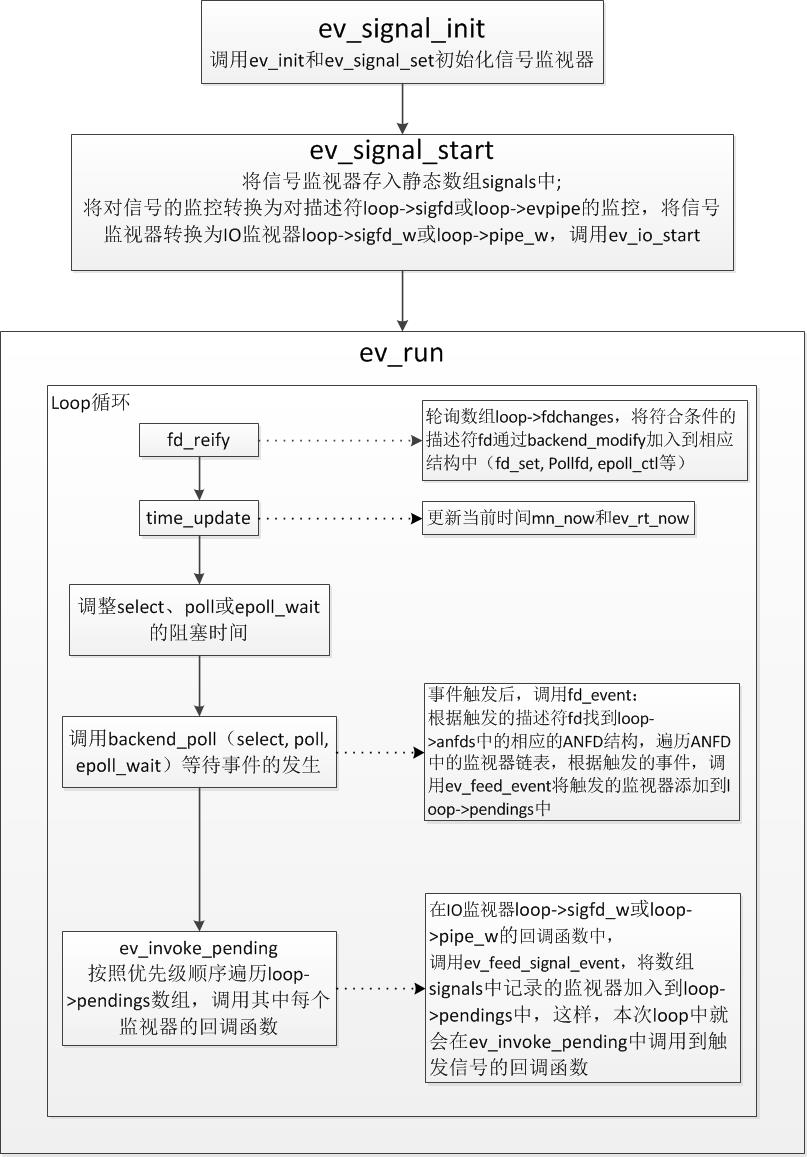 ev_signal_init
调用ev_init和ev_signal_set初始化信号监视器
ev_signal_start
将信号监视器存入静态数组signals中;
将对信号的监控转换为对描述符loop->sigfd或loop->evpipe的监控，将信号
监视器转换为IO监视器loop->sigfd_w或loop->pipe_w，调用ev_io_start
ev_run
Loop循环
fd_reify
轮询数组loop->fdchanges，将符合条件的
描述符fd通过backend_modify加入到相应
结构中（fd_set, Pollfd, epoll_ctl等）
time_update
更新当前时间mn_now和ev_rt_now
调整select、poll或epoll_wait
的阻塞时间
调用backend_poll（select, poll,
epoll_wait）等待事件的发生
事件触发后，调用fd_event：
根据触发的描述符fd找到loop-
>anfds中的相应的ANFD结构，遍历ANFD
中的监视器链表，根据触发的事件，调
用ev_feed_event将触发的监视器添加到l
oop->pendings中
ev_invoke_pending
按照优先级顺序遍历loop-
>pendings数组，调用其中每个
监视器的回调函数
在IO监视器loop->sigfd_w或loop-
>pipe_w的回调函数中，
调用ev_feed_signal_event，将数组
signals中记录的监视器加入到loop-
>pendings中，这样，本次loop中就
会在ev_invoke_pending中调用到触
发信号的回调函数